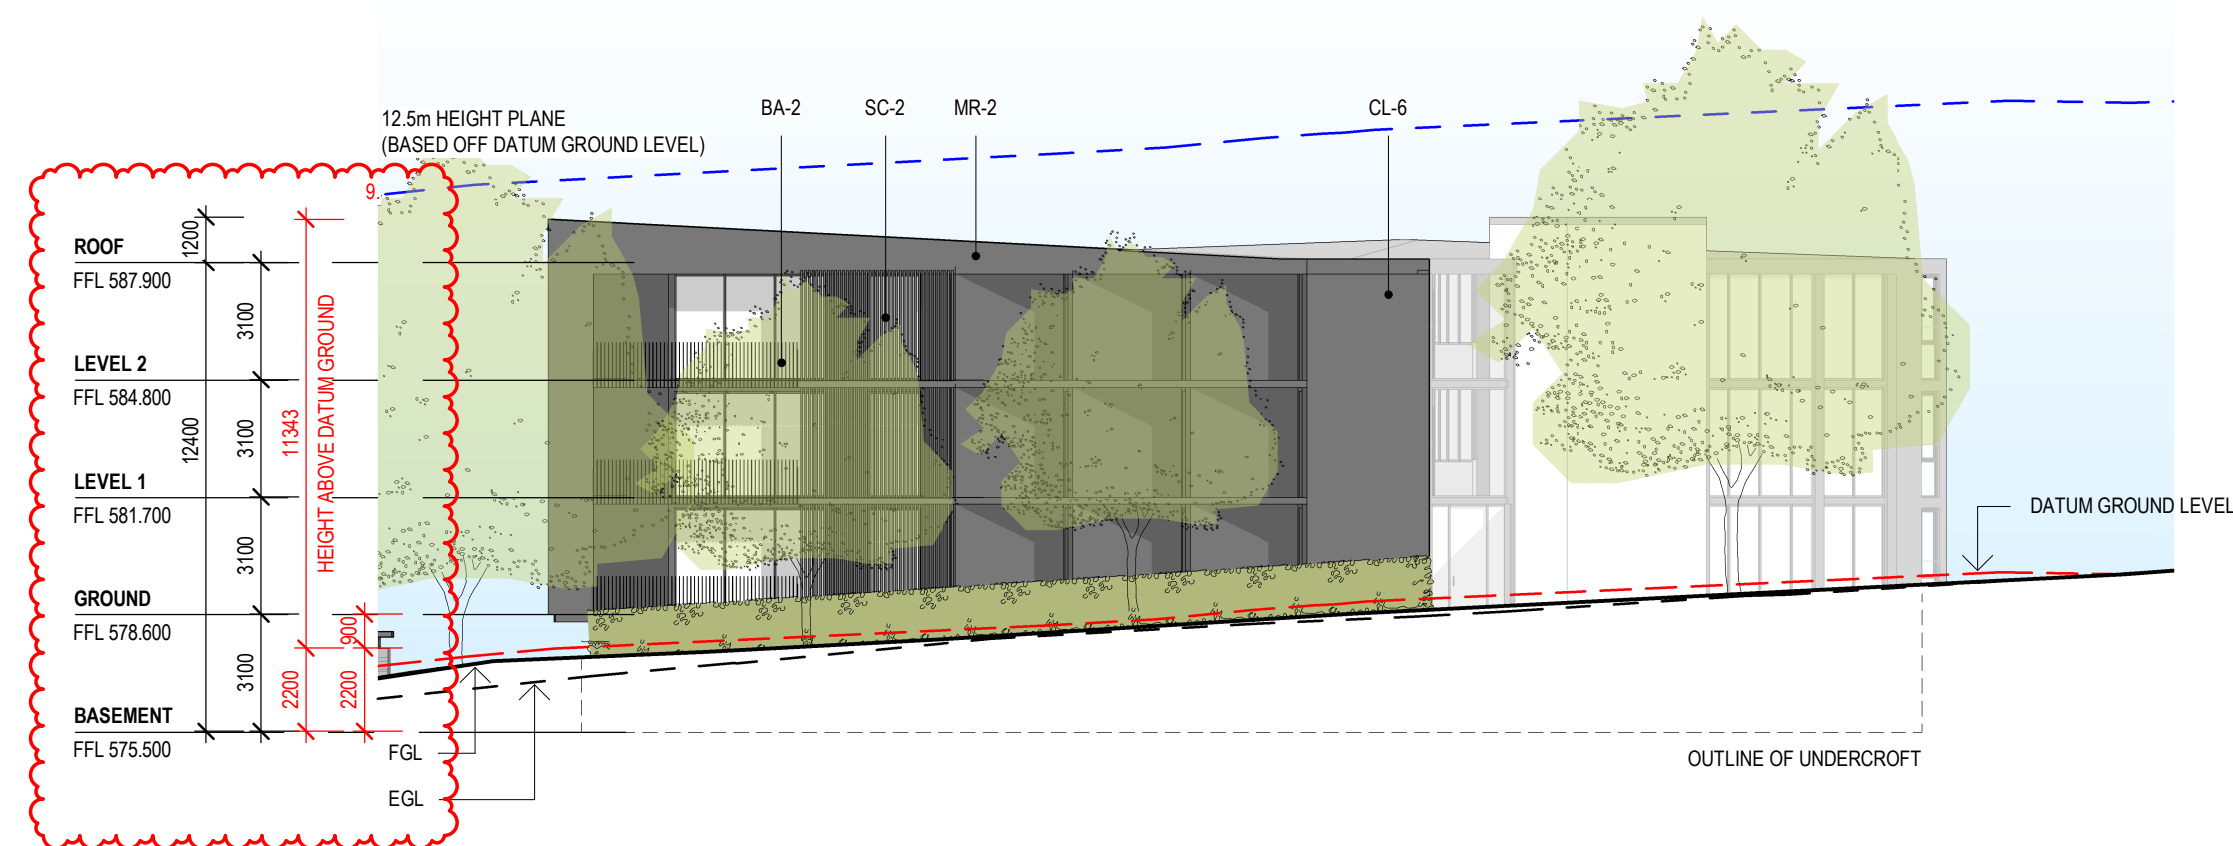 12.5m HEIGHT PLANE
(BASED OFF DATUM GROUND LEVEL)
BA-2
SC-2
MR-2
CL-6
9.
ROOF
FFL 587.900
LEVEL 2
FFL 584.800
LEVEL 1
FFL 581.700
GROUND
FFL 578.600
BASEMENT
FFL 575.500
1200
12400
3100
3100
3100
3100
11343
HEIGHT ABOVE DATUM GROUND
2200
900
2200
FGL
EGL
DATUM GROUND LEVEL
OUTLINE OF UNDERCROFT